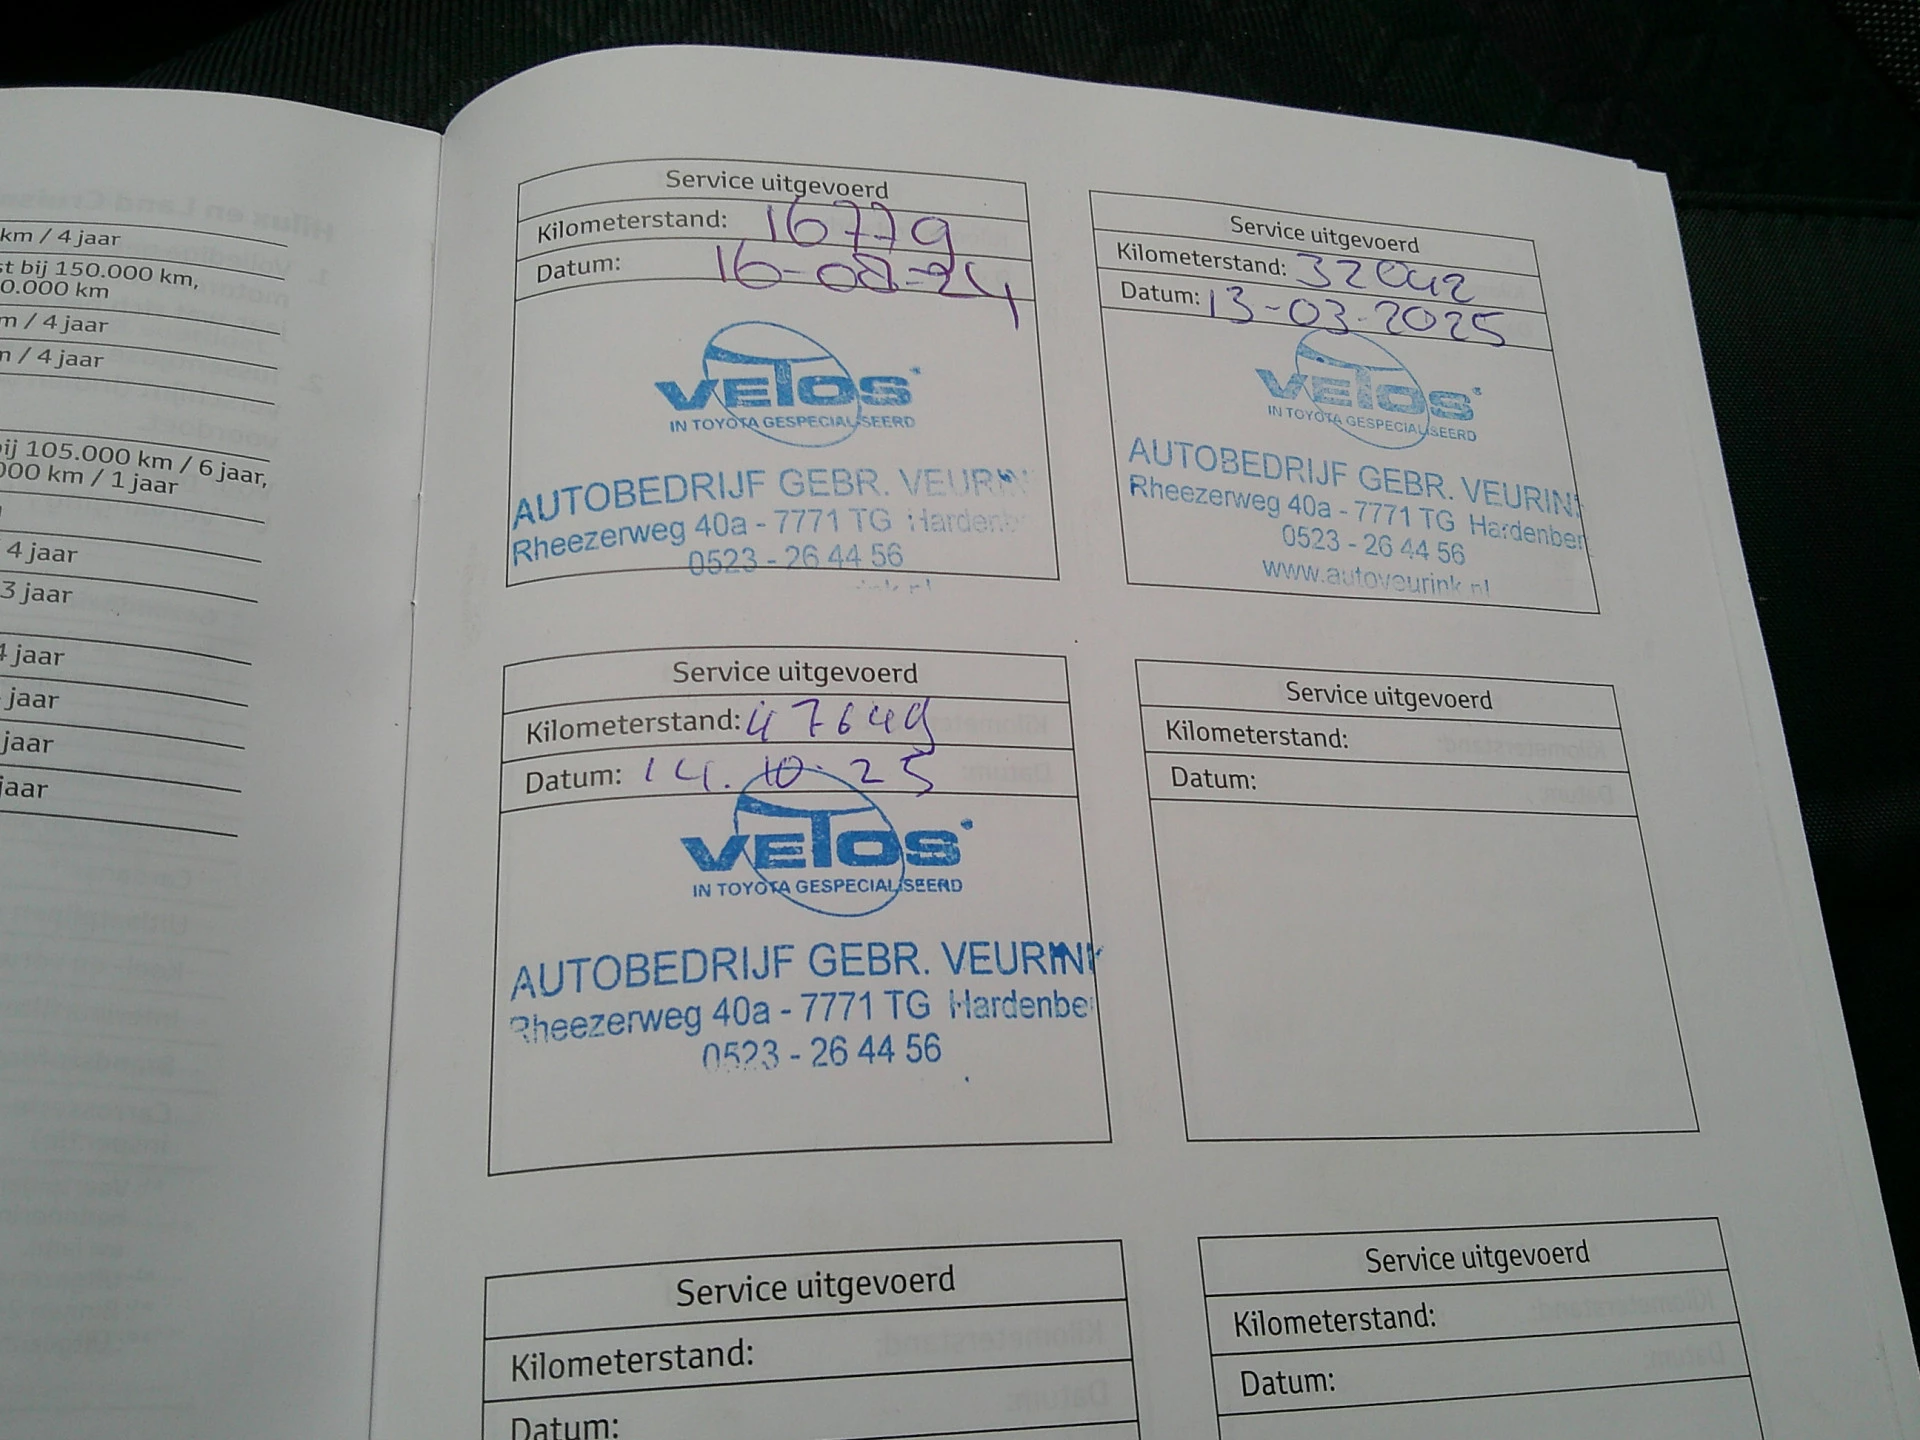 km / 4 jaar
st bij 150.000 km,
0.000 km
m / 4 jaar
n / 4 jaar
ij 105.000 km / 6 jaar,
000 km / 1 jaar
4 jaar
3 jaar
4 jaar
jaar
jaar
jaar
Service uitgevoerd
Kilometerstand: 16779
Datum: 16-08-24
VETOS
IN TOYOTA GESPECIALISEERD
AUTOBEDRIJF GEBR. VEURIN
Rheezerweg 40a - 7771 TG Hardenb
0523 - 26 44 56
Service uitgevoerd
Kilometerstand: 32042
Datum: 13-03-2025
VETOS
IN TOYOTA GESPECIALISEERD
AUTOBEDRIJF GEBR. VEURIN
Rheezerweg 40a - 7771 TG Hardenber
0523 - 26 44 56
www.autoveurink.nl
Service uitgevoerd
Kilometerstand: 47649
Datum: 14.10.25
VETOS
IN TOYOTA GESPECIALISEERD
AUTOBEDRIJF GEBR. VEURINK
Rheezerweg 40a - 7771 TG Hardenbe
0523 - 26 44 56
Service uitgevoerd
Kilometerstand:
Datum:
Service uitgevoerd
Kilometerstand:
Datum:
Service uitgevoerd
Kilometerstand:
Datum: